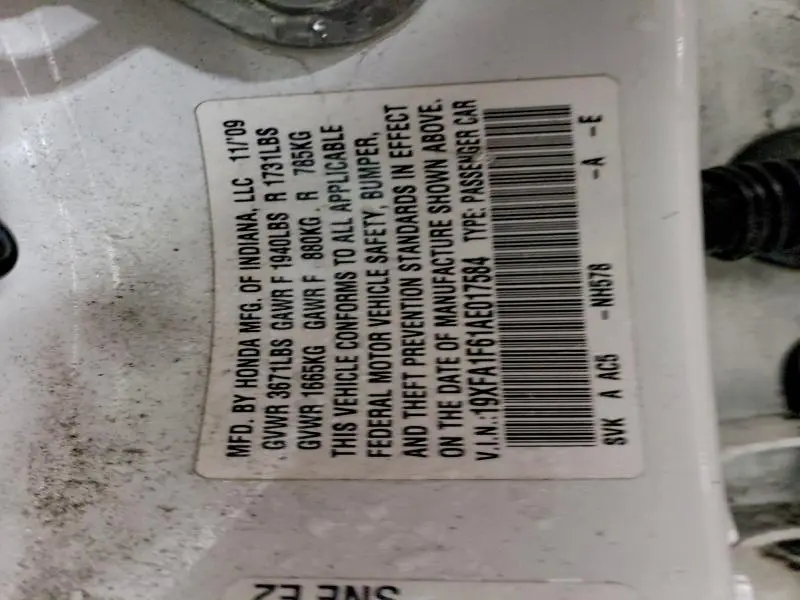 MFD. BY HONDA MFG. OF INDIANA, LLC 11/'09
GVWR 3671LBS GAWR F 1940LBS R 1731LBS
GVWR 1665KG GAWR F 880KG R 785KG
THIS VEHICLE CONFORMS TO ALL APPLICABLE
FEDERAL MOTOR VEHICLE SAFETY, BUMPER,
AND THEFT PREVENTION STANDARDS IN EFFECT
ON THE DATE OF MANUFACTURE SHOWN ABOVE.
V.I.N.:19XFA1F61AE017584 TYPE: PASSENGER CAR
SVK A AC5 -NH578 -A -E
SNE E2